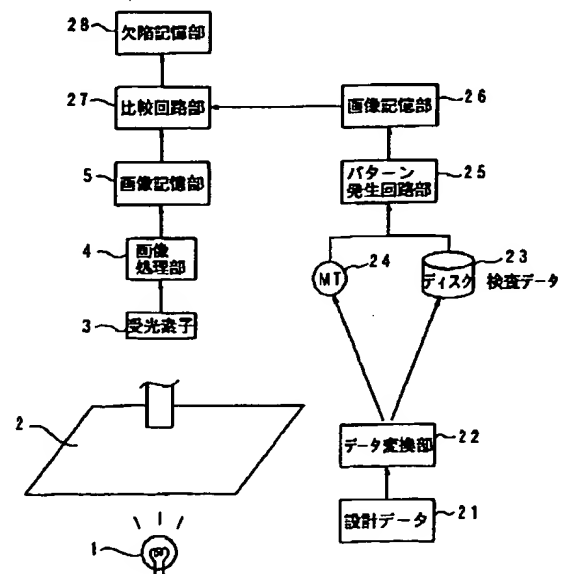 28 欠陥記憶部
27 比較回路部
画像記憶部 26
5 画像記憶部
パターン
発生回路部 25
4 画像
処理部
MT 24
ディスク 23
検査データ
3 受光素子
2
データ変換部 22
設計データ 21
1